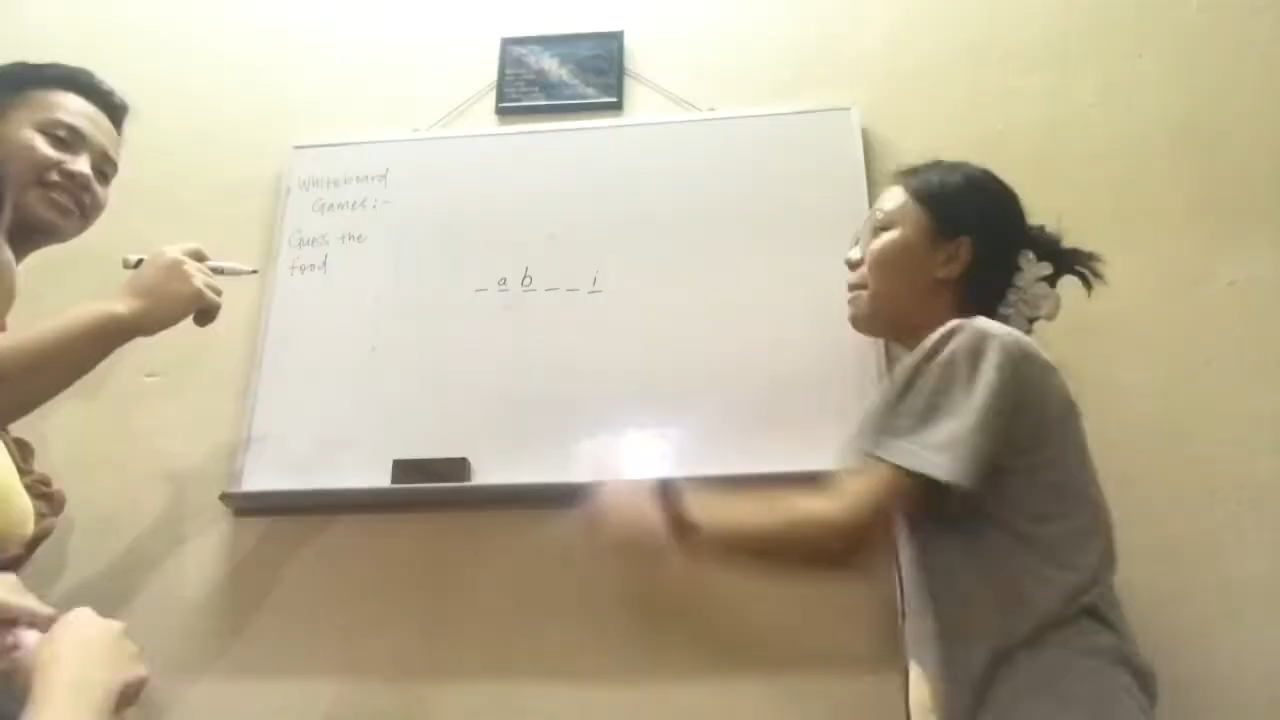 Whiteboard
Games:-
Guess the
food
_ a b _ _ i